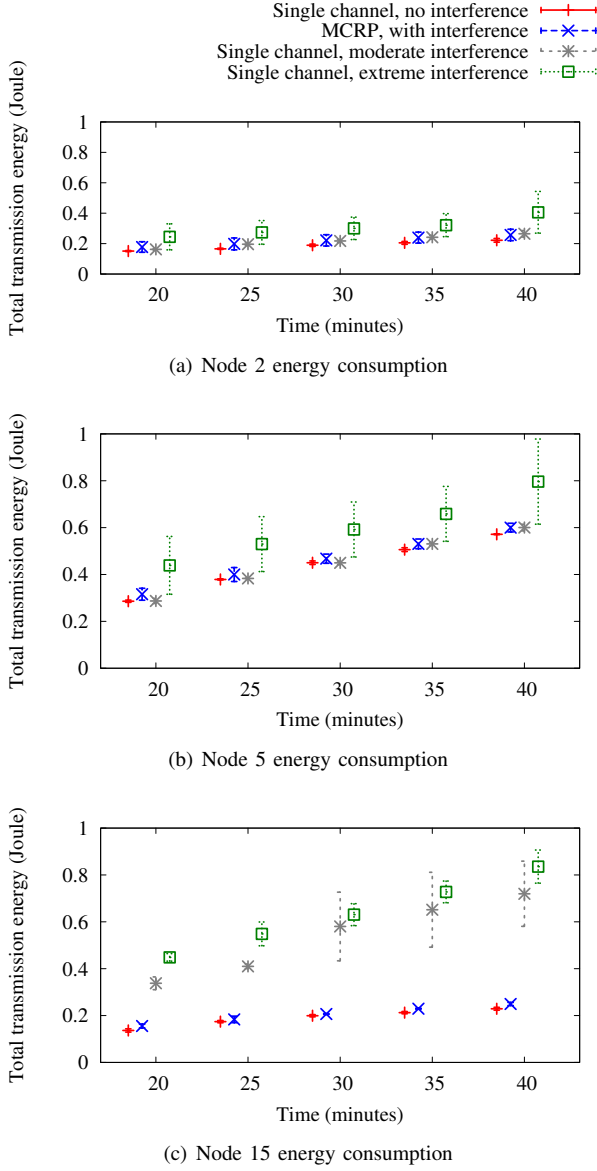 Single channel, no interference
MCRP, with interference
Single channel, moderate interference
Single channel, extreme interference
Total transmission energy (Joule)
1
0.8
0.6
0.4
0.2
0
20 25 30 35 40
Time (minutes)
(a) Node 2 energy consumption
Total transmission energy (Joule)
1
0.8
0.6
0.4
0.2
0
20 25 30 35 40
Time (minutes)
(b) Node 5 energy consumption
Total transmission energy (Joule)
1
0.8
0.6
0.4
0.2
0
20 25 30 35 40
Time (minutes)
(c) Node 15 energy consumption